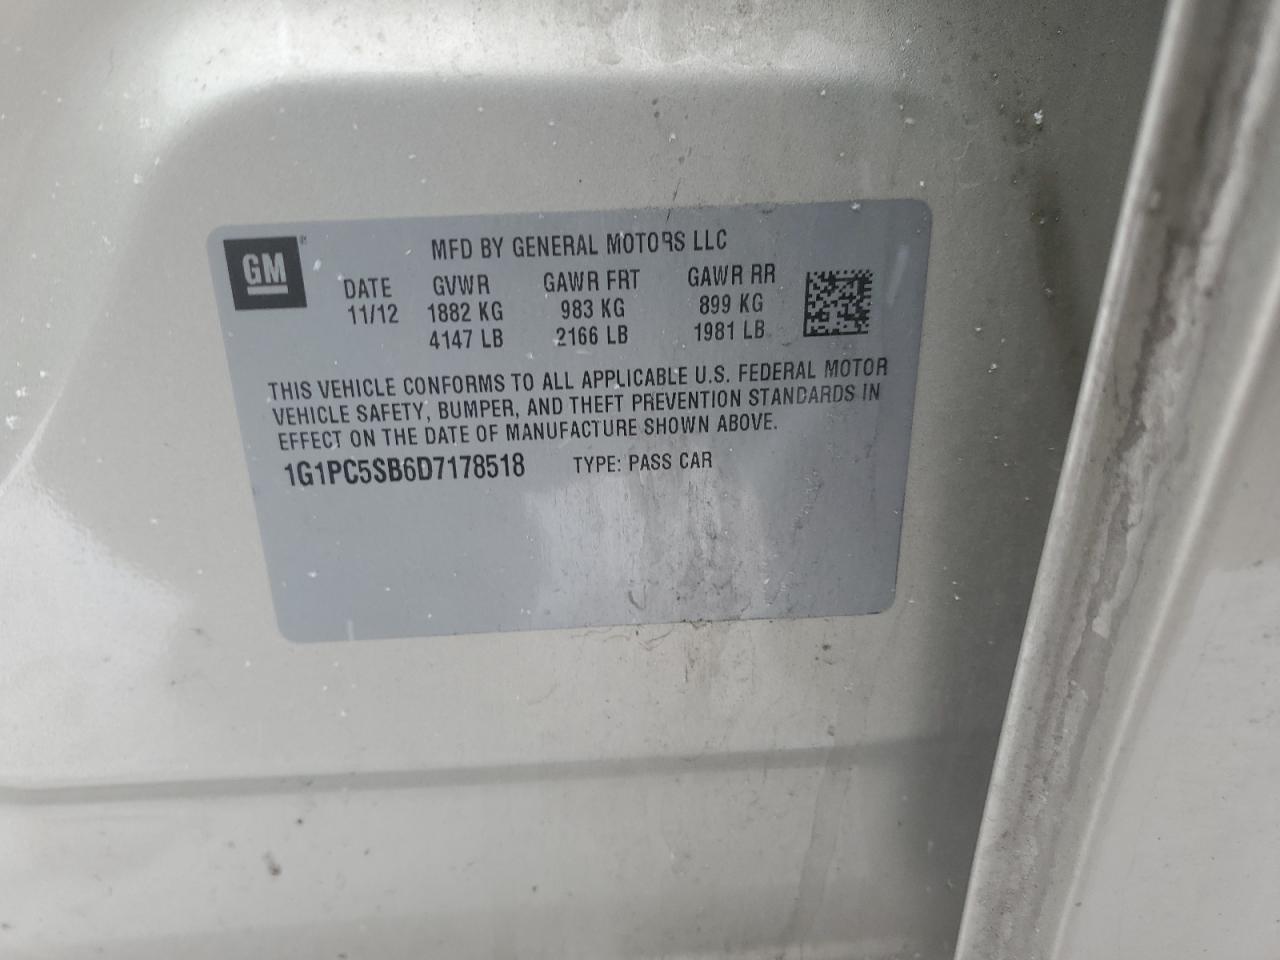 GM
MFD BY GENERAL MOTORS LLC
DATE GVWR GAWR FRT GAWR RR
11/12 1882 KG 983 KG 899 KG
4147 LB 2166 LB 1981 LB
THIS VEHICLE CONFORMS TO ALL APPLICABLE U.S. FEDERAL MOTOR
VEHICLE SAFETY, BUMPER, AND THEFT PREVENTION STANDARDS IN
EFFECT ON THE DATE OF MANUFACTURE SHOWN ABOVE.
1G1PC5SB6D7178518 TYPE: PASS CAR